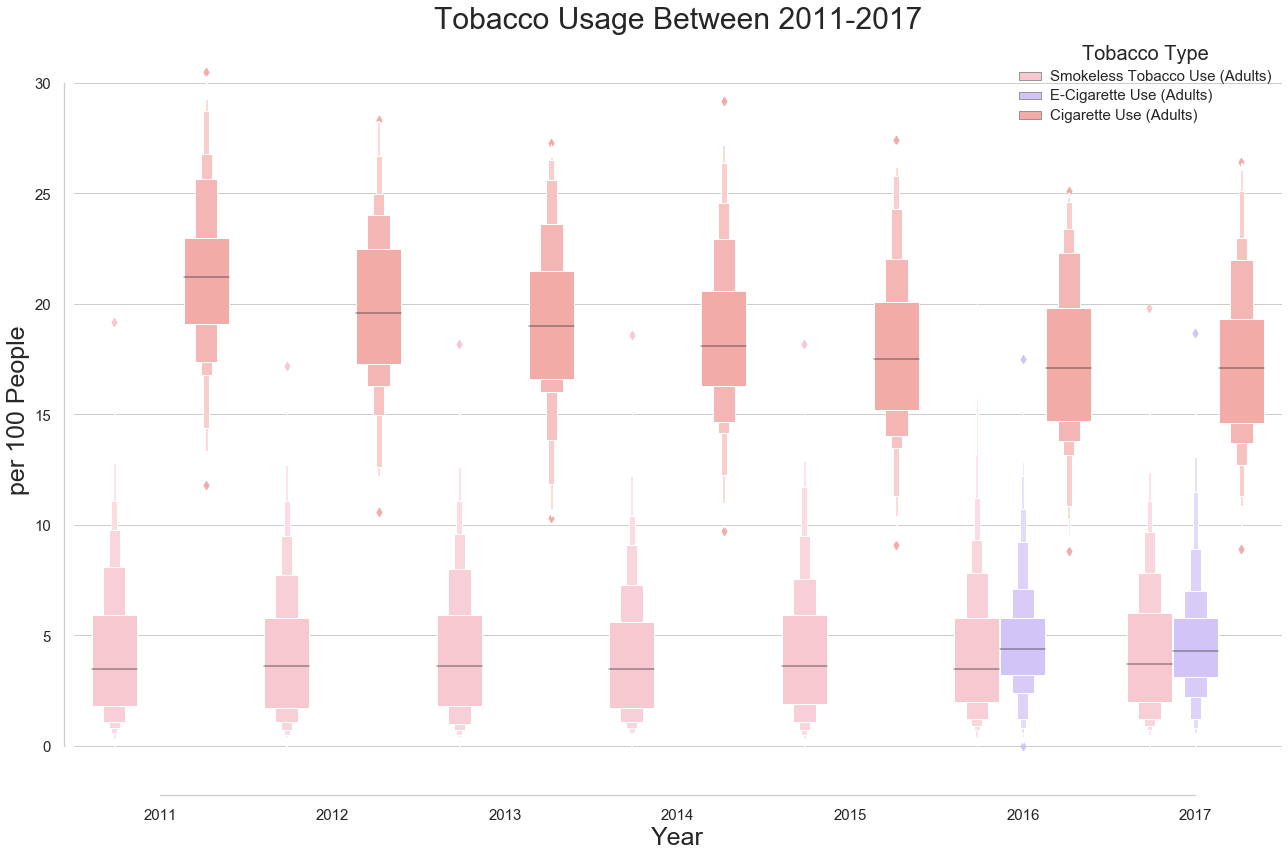 Tobacco Usage Between 2011-2017
Tobacco Type
Smokeless Tobacco Use (Adults)
E-Cigarette Use (Adults)
Cigarette Use (Adults)
per 100 People
30
25
20
15
10
5
0
2011 2012 2013 2014 2015 2016 2017
Year